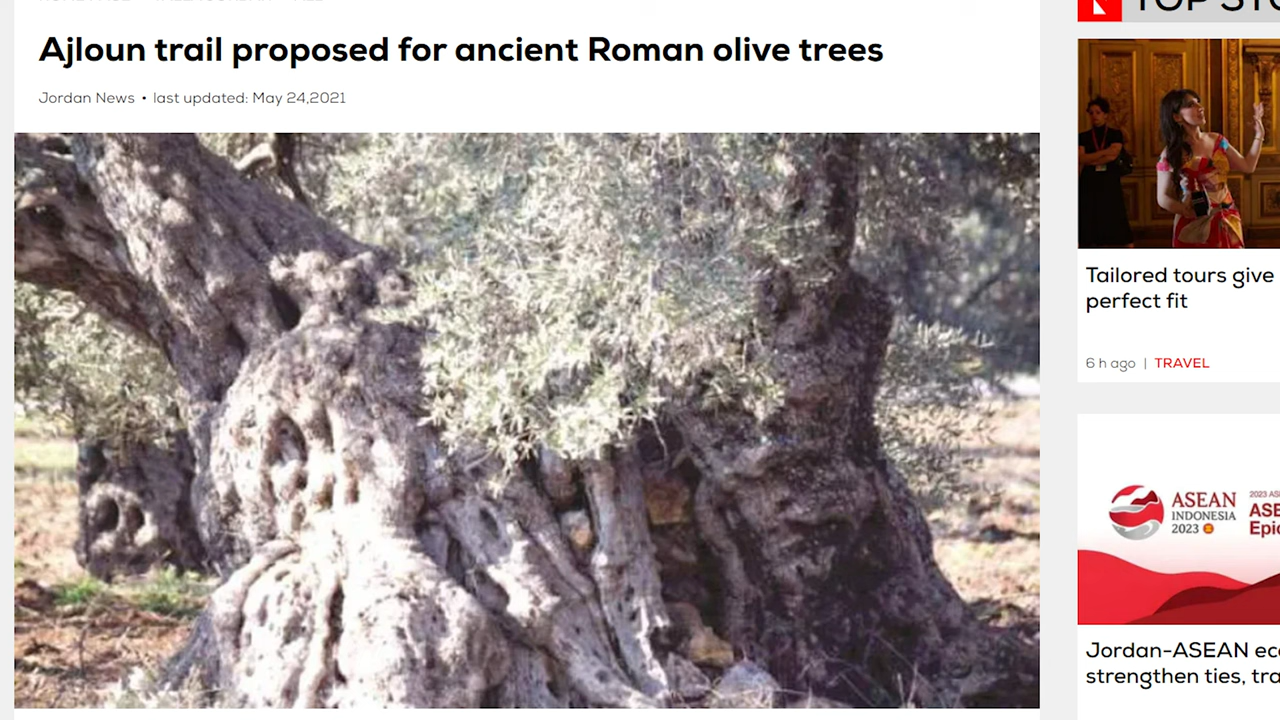 Ajloun trail proposed for ancient Roman olive trees
Jordan News • last updated: May 24,2021
Tailored tours give
perfect fit
6 h ago | TRAVEL
ASEAN
INDONESIA
2023
Jordan-ASEAN
strengthen ties,